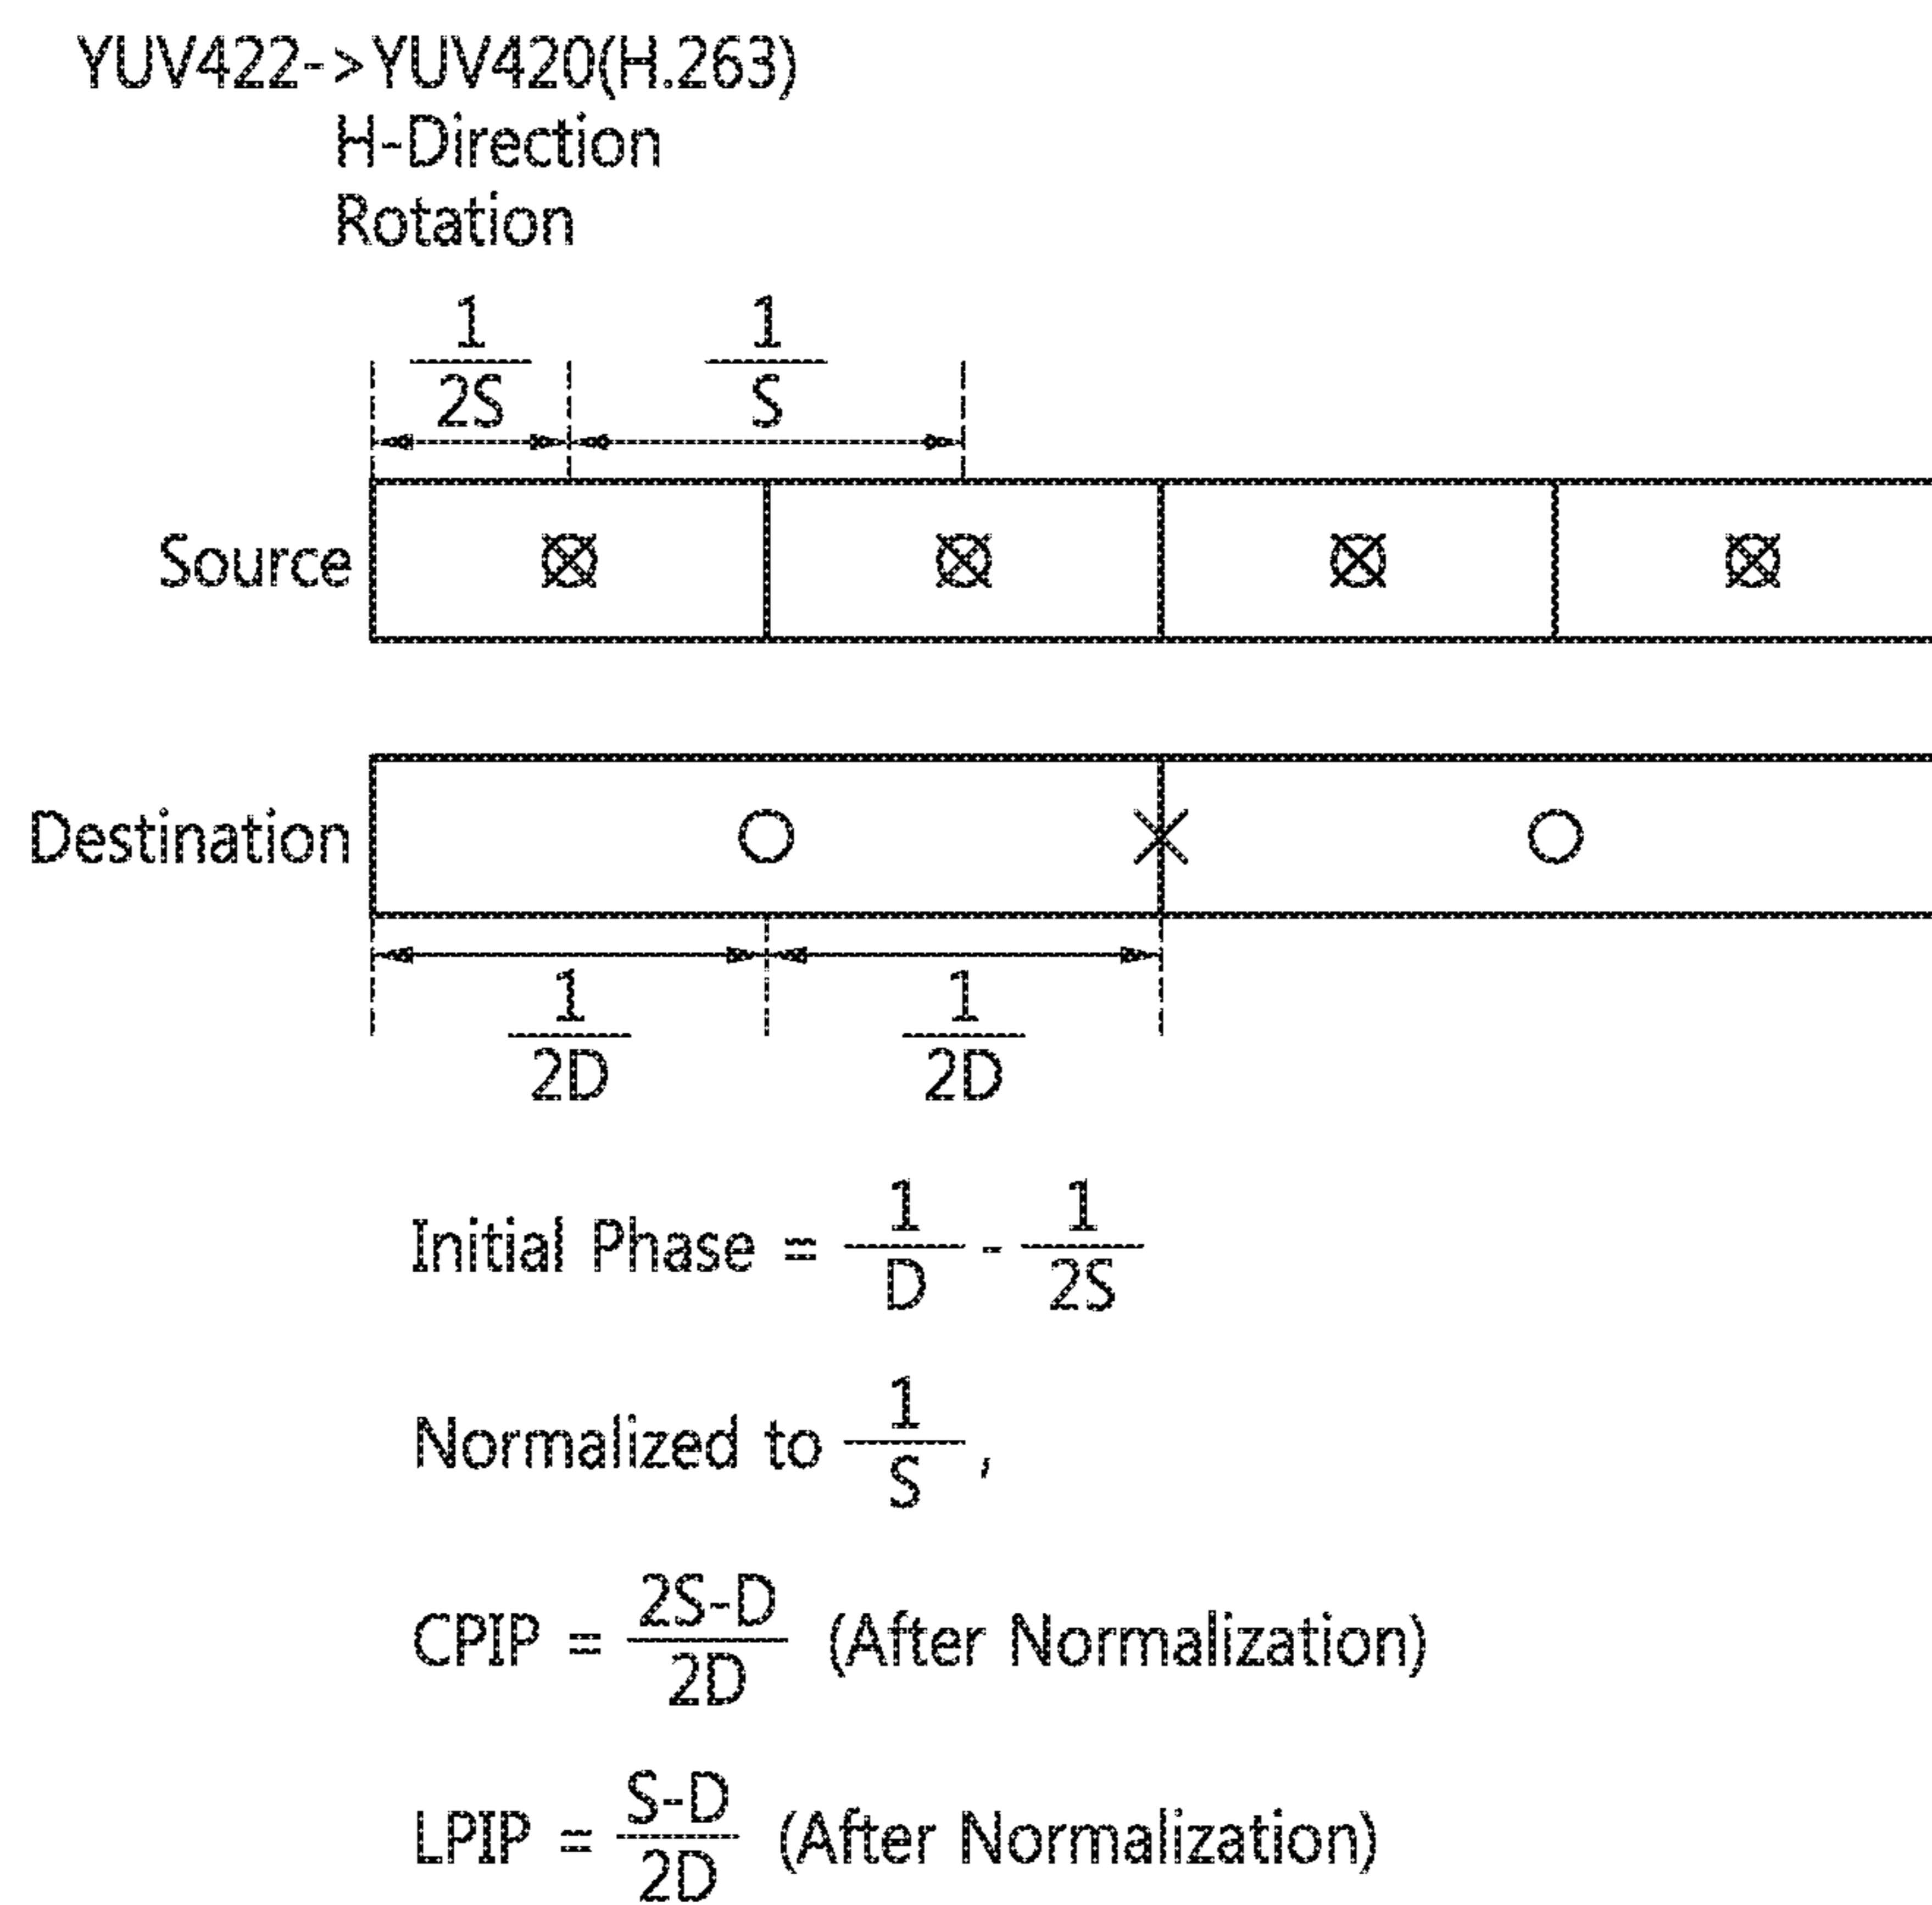 YUV422->YUV420(H.263)
H-Direction
Rotation
1/2S 1/S
Source
Destination
1/2D 1/2D
Initial Phase = 1/D - 1/2S
Normalized to 1/S ,
CPIP = 2S-D/2D (After Normalization)
LPIP = S-D/2D (After Normalization)